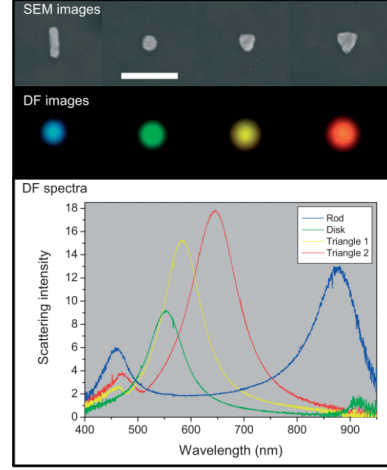 SEM images
DF images
DF spectra
18
16
14
12
10
8
6
4
2
0
Scattering intensity
Rod
Disk
Triangle 1
Triangle 2
400
500
600
700
800
900
Wavelength (nm)